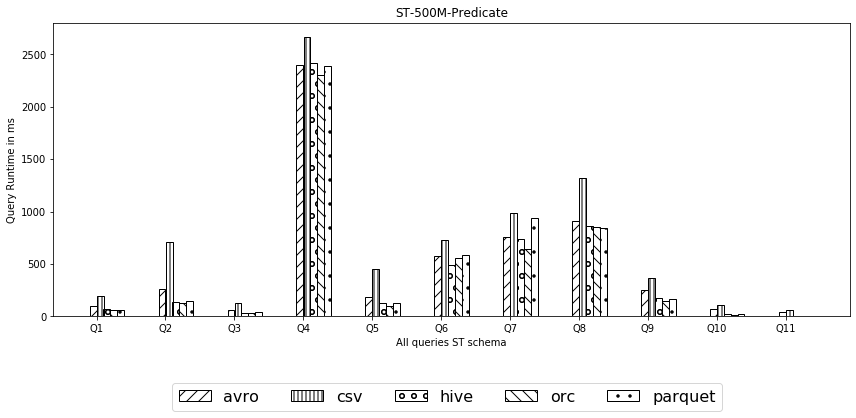 ST-500M-Predicate
Query Runtime in ms
2500
2000
1500
1000
500
0
Q1 Q2 Q3 Q4 Q5 Q6 Q7 Q8 Q9 Q10 Q11
All queries ST schema
avro csv hive orc parquet